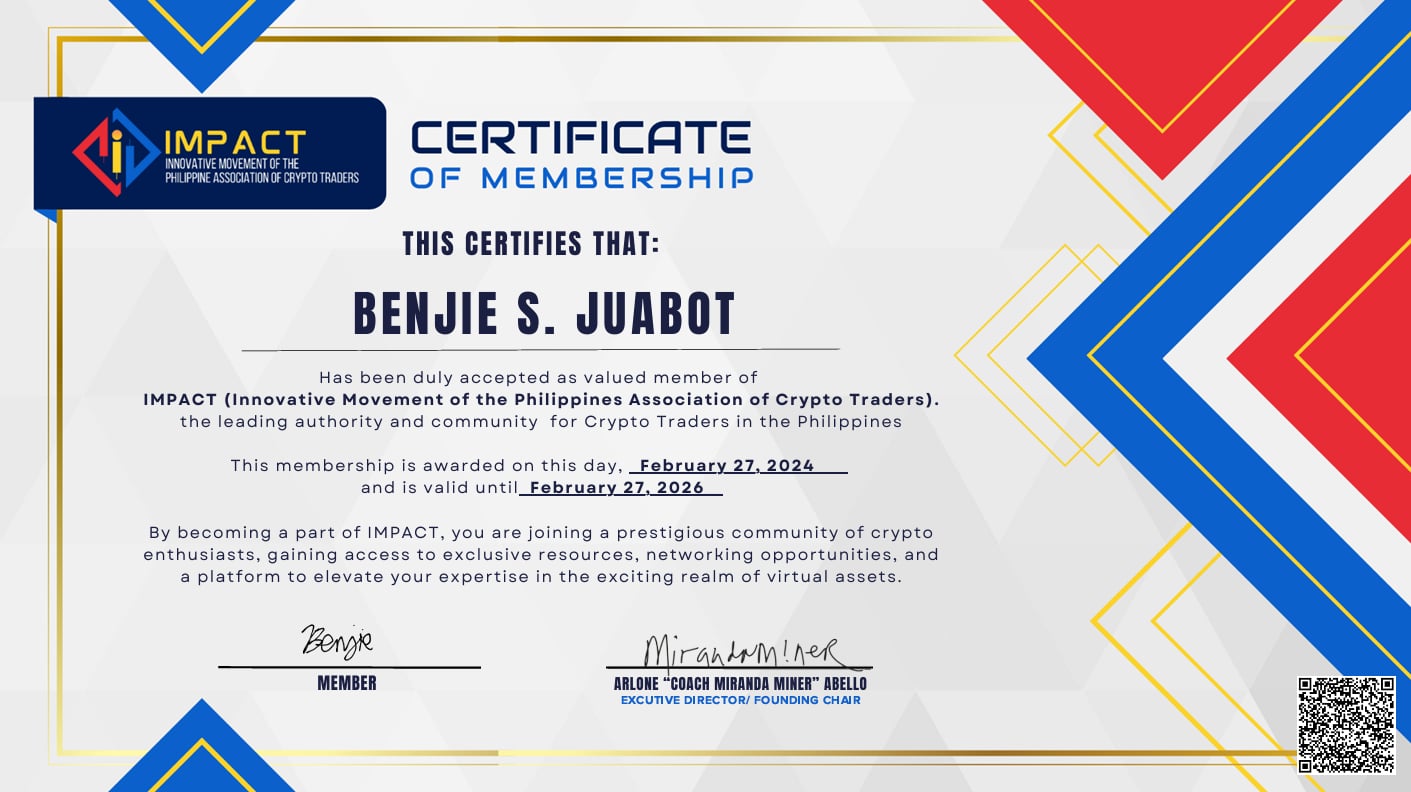 IMPACT
INNOVATIVE MOVEMENT OF THE
PHILIPPINE ASSOCIATION OF CRYPTO TRADERS
CERTIFICATE
OF MEMBERSHIP
THIS CERTIFIES THAT:
BENJIE S. JUABOT
Has been duly accepted as valued member of
IMPACT (Innovative Movement of the Philippines Association of Crypto Traders).
the leading authority and community for Crypto Traders in the Philippines
This membership is awarded on this day, February 27, 2024
and is valid until February 27, 2026
By becoming a part of IMPACT, you are joining a prestigious community of crypto
enthusiasts, gaining access to exclusive resources, networking opportunities, and
a platform to elevate your expertise in the exciting realm of virtual assets.
Benjie
MirandaMiner
MEMBER
ARLONE “COACH MIRANDA MINER” ABELLO
EXCUTIVE DIRECTOR/ FOUNDING CHAIR